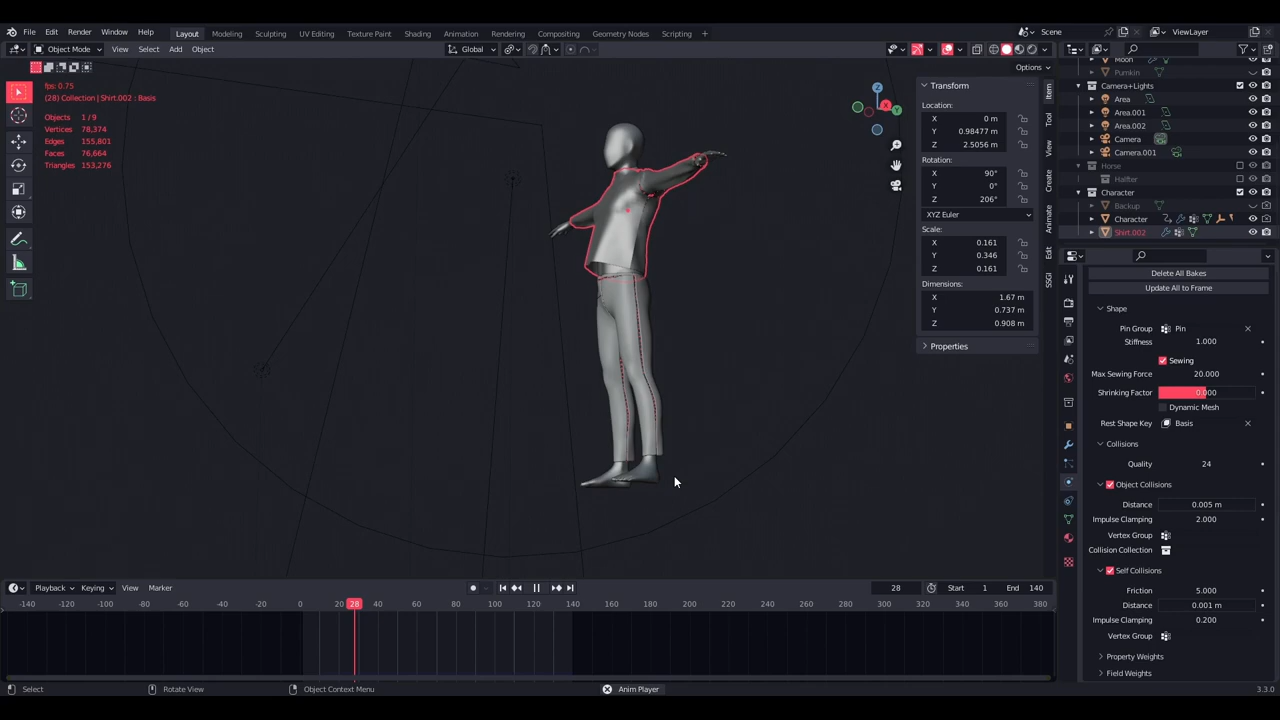 File Edit Render Window Help Layout Modeling Sculpting UV Editing Texture Paint Shading Animation Rendering Compositing Geometry Nodes Scripting + Scene ViewLayer
Object Mode View Select Add Object Global
Options
fps: 0.75
(28) Collection | Shirt.002 : Basis
Objects 1 / 9
Vertices 78,374
Edges 155,801
Faces 76,664
Triangles 153,276
Z
X
Y
Transform
Location:
X 0 m
Y 0.98477 m
Z 2.5056 m
Rotation:
X 90°
Y 0°
Z 206°
XYZ Euler
Scale:
X 0.161
Y 0.346
Z 0.161
Dimensions:
X 1.67 m
Y 0.737 m
Z 0.908 m
Properties
Item
Tool
View
Create
Animate
Edit
SSGI
Moon
Pumkin
Camera+Lights
Area
Area.001
Area.002
Camera
Camera.001
Horse
Halfter
Character
Backup
Character
Shirt.002
Delete All Bakes
Update All to Frame
Shape
Pin Group Pin
Stiffness 1.000
Sewing
Max Sewing Force 20.000
Shrinking Factor 0.000
Dynamic Mesh
Rest Shape Key Basis
Collisions
Quality 24
Object Collisions
Distance 0.005 m
Impulse Clamping 2.000
Vertex Group
Collision Collection
Self Collisions
Friction 5.000
Distance 0.001 m
Impulse Clamping 0.200
Vertex Group
Property Weights
Field Weights
Playback Keying View Marker 28 Start 1 End 140
-140 -120 -100 -80 -60 -40 -20 0 20 28 40 60 80 100 120 140 160 180 200 220 240 260 280 300 320 340 360 380
Select Rotate View Object Context Menu Anim Player 3.3.0